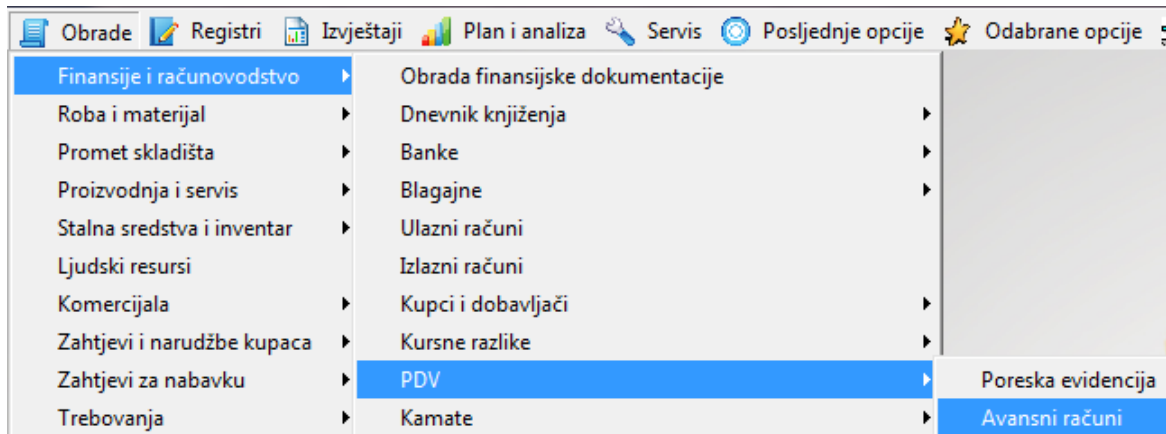 Obrade Registri Izvještaji Plan i analiza Servis Posljednje opcije Odabrane opcije
Finansije i računovodstvo
Roba i materijal
Promet skladišta
Proizvodnja i servis
Stalna sredstva i inventar
Ljudski resursi
Komercijala
Zahtjevi i narudžbe kupaca
Zahtjevi za nabavku
Trebovanja
Obrada finansijske dokumentacije
Dnevnik knjiženja
Banke
Blagajne
Ulazni računi
Izlazni računi
Kupci i dobavljači
Kursne razlike
PDV
Kamate
Poreska evidencija
Avansni računi